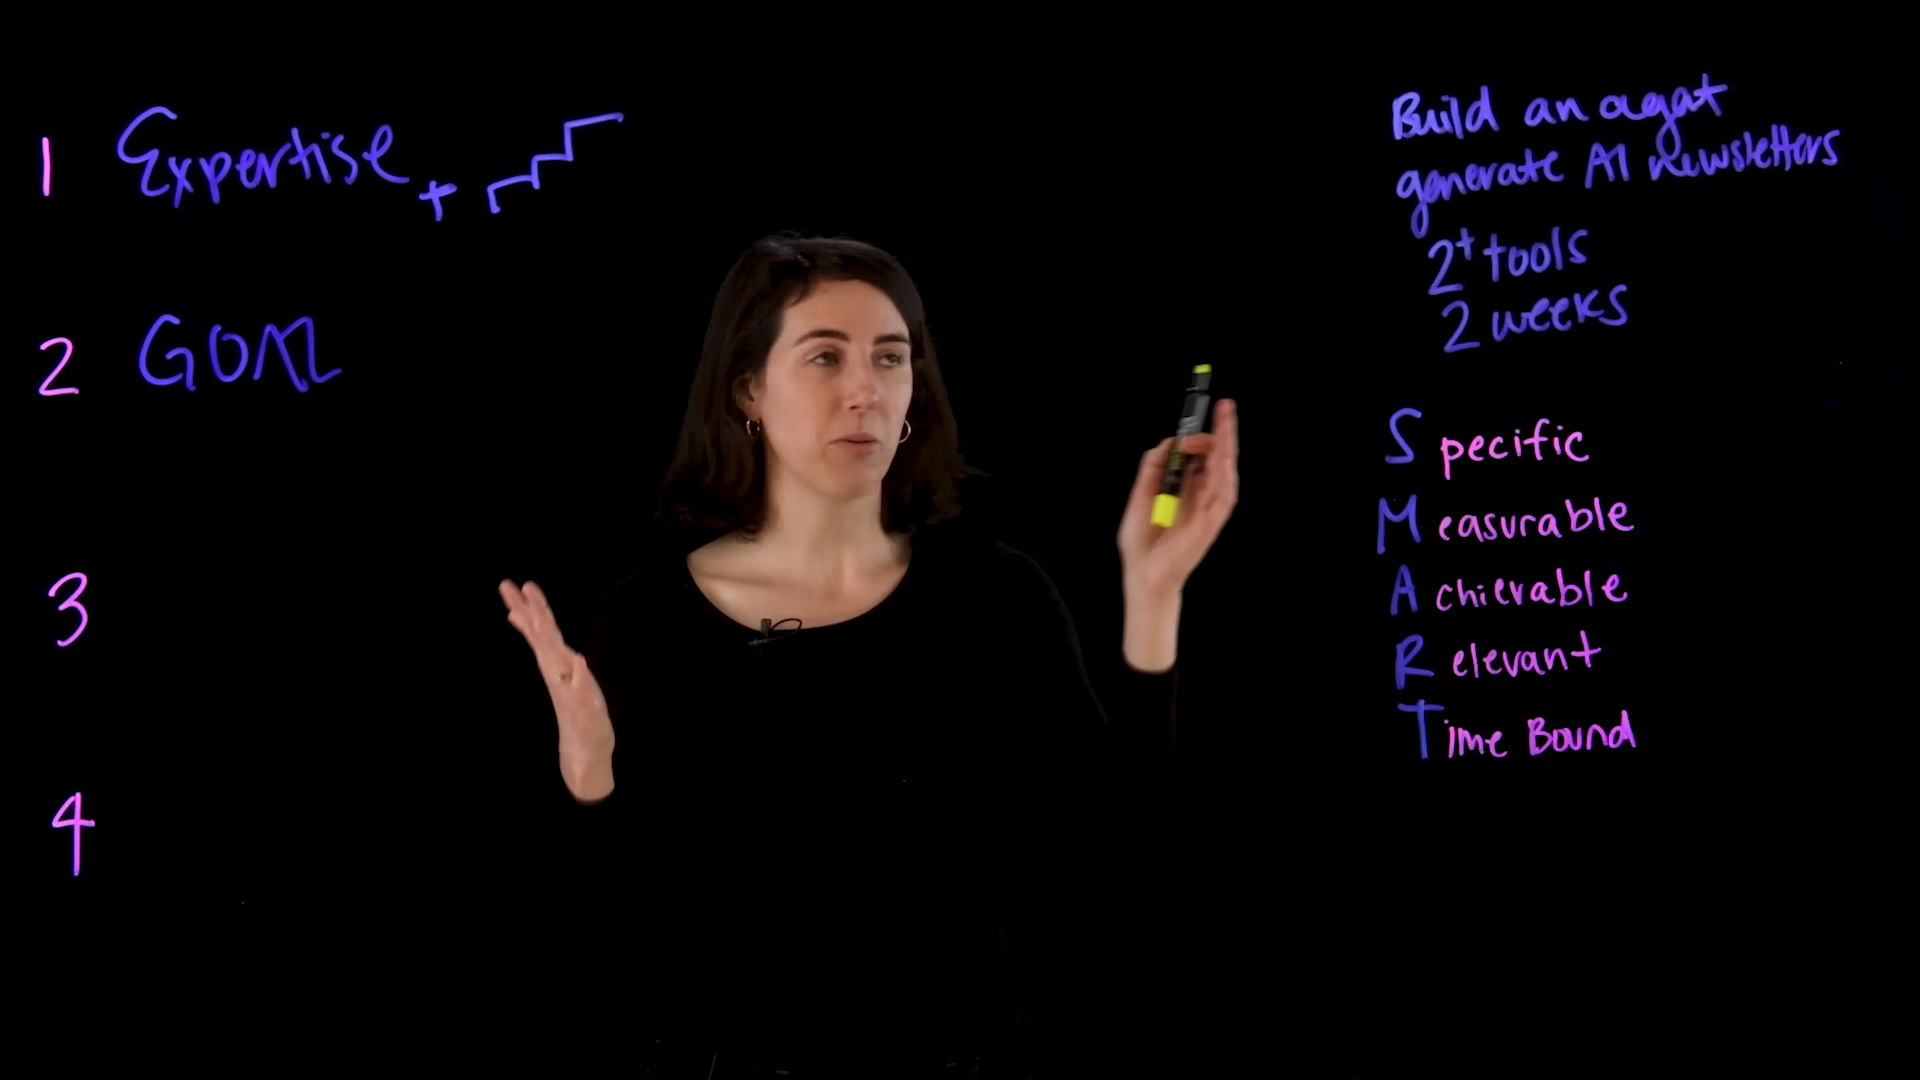 1 Expertise +
2 GOAL
3
4
Build an agat
generate AI newsletters
2+ tools
2 weeks
Specific
Measurable
Achievable
Relevant
Time Bound